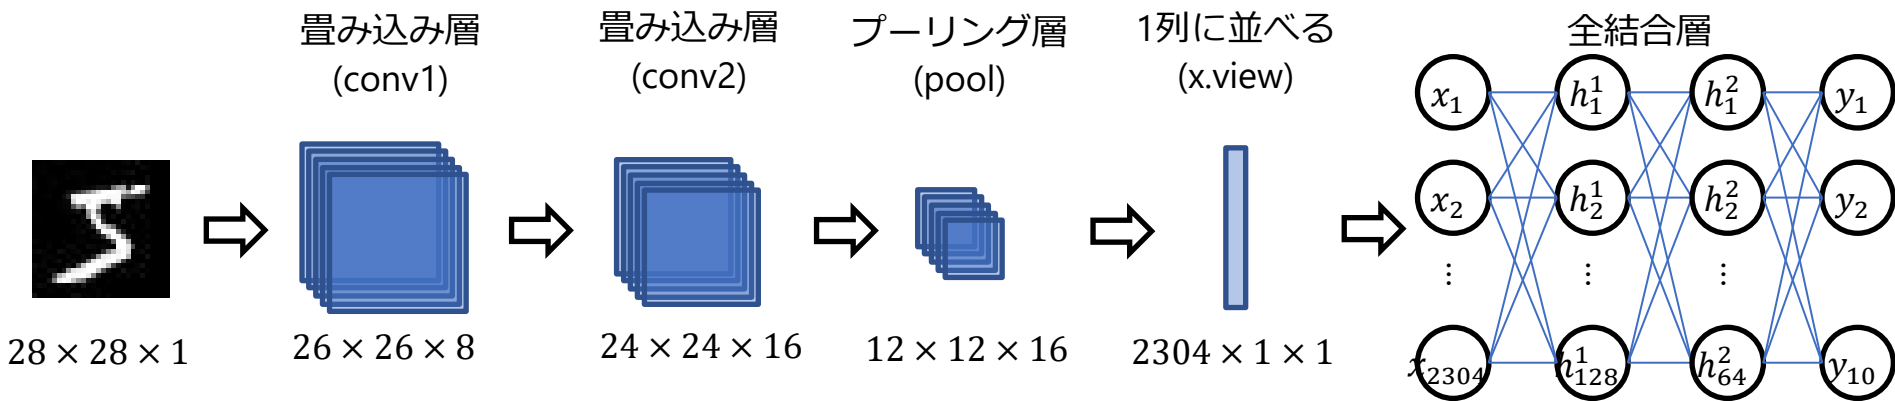 畳み込み層
(conv1)
畳み込み層
(conv2)
プーリング層
(pool)
1列に並べる
(x.view)
全結合層
28 × 28 × 1
26 × 26 × 8
24 × 24 × 16
12 × 12 × 16
2304 × 1 × 1
x₁ h₁¹ h₁² y₁
x₂ h₂¹ h₂² y₂
⋮ ⋮ ⋮ ⋮
x₂₃₀₄ h₁₂₈¹ h₆₄² y₁₀